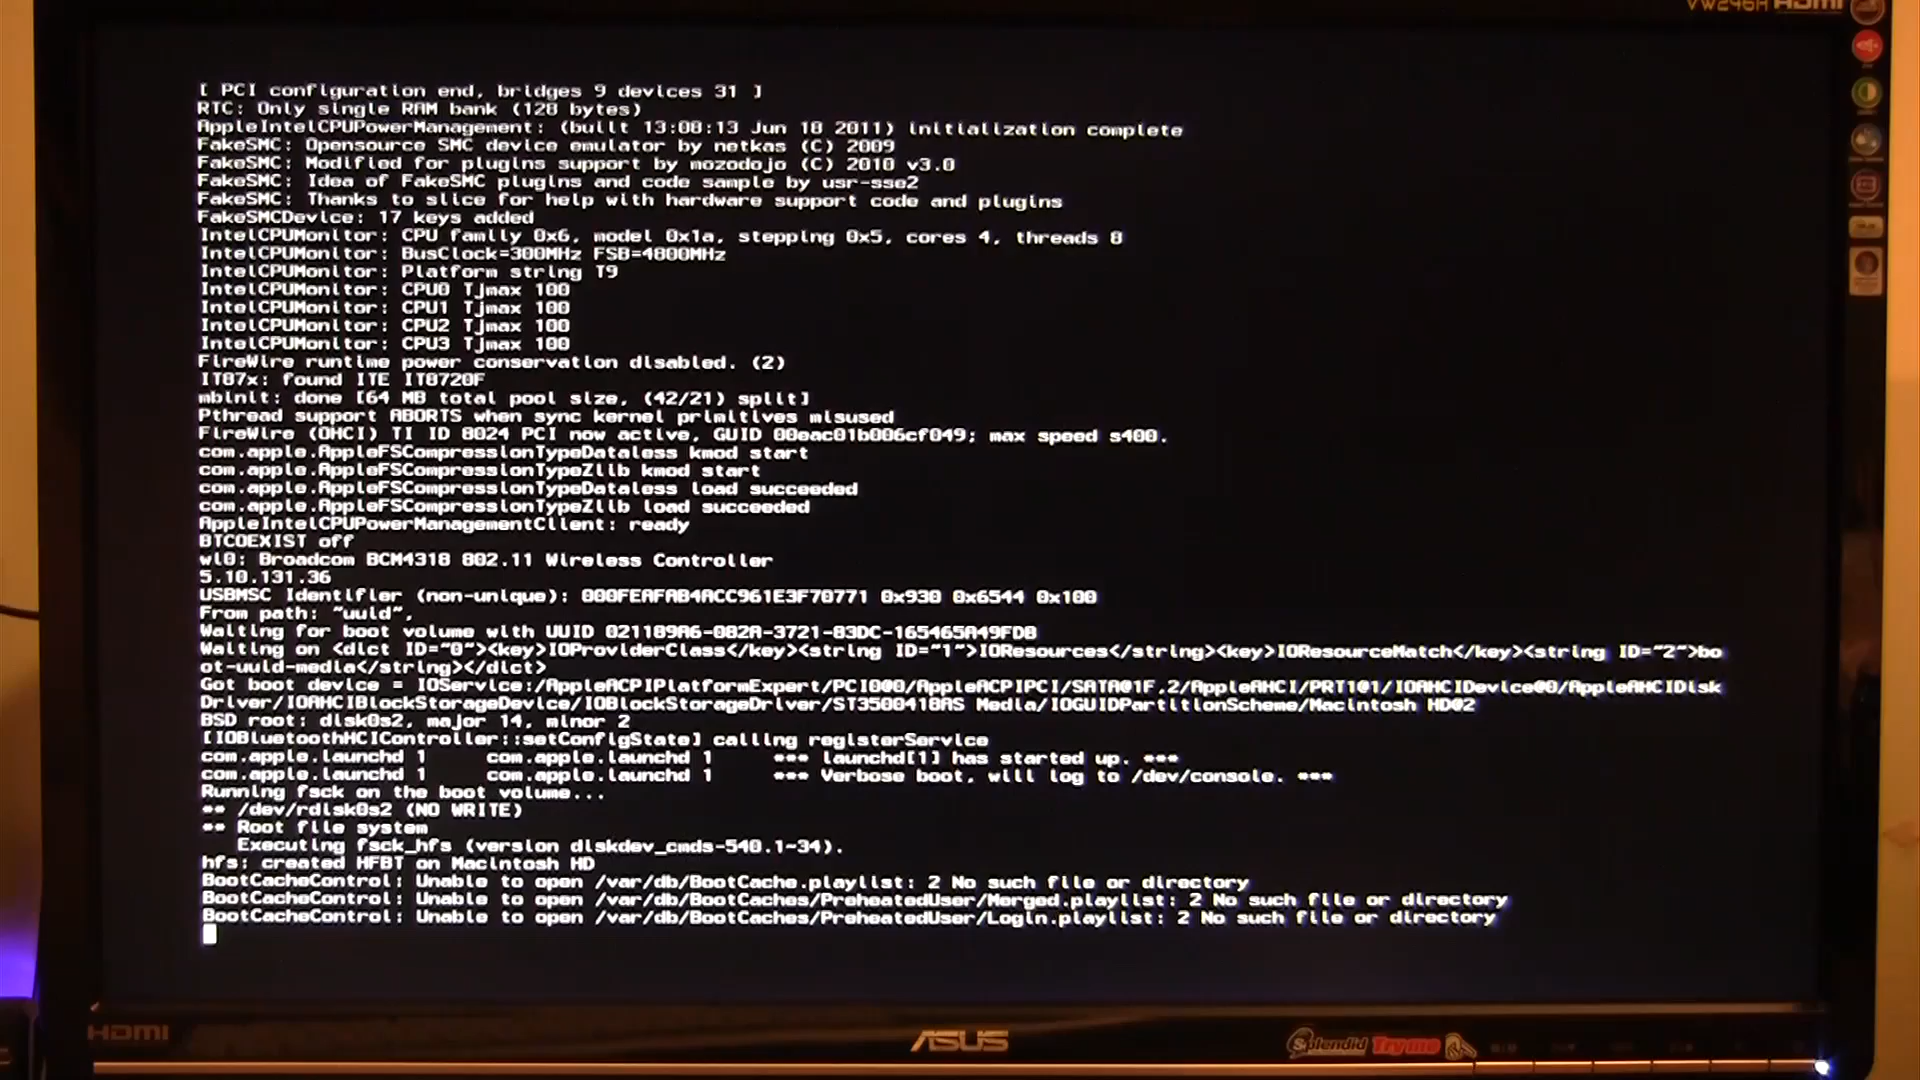 VW246H HDMI
[ PCI configuration end, bridges 9 devices 31 ]
RTC: Only single RAM bank (128 bytes)
AppleIntelCPUPowerManagement: (built 13:08:13 Jun 18 2011) initialization complete
FakeSMC: Opensource SMC device emulator by netkas (C) 2009
FakeSMC: Modified for plugins support by mozodojo (C) 2010 v3.0
FakeSMC: Idea of FakeSMC plugins and code sample by usr-sse2
FakeSMC: Thanks to slice for help with hardware support code and plugins
FakeSMCDevice: 17 keys added
IntelCPUMonitor: CPU family 0x6, model 0x1a, stepping 0x5, cores 4, threads 8
IntelCPUMonitor: BusClock=300MHz FSB=4800MHz
IntelCPUMonitor: Platform string T9
IntelCPUMonitor: CPU0 Tjmax 100
IntelCPUMonitor: CPU1 Tjmax 100
IntelCPUMonitor: CPU2 Tjmax 100
IntelCPUMonitor: CPU3 Tjmax 100
FireWire runtime power conservation disabled. (2)
IT87x: found ITE IT8720F
mbinit: done [64 MB total pool size, (42/21) split]
Pthread support ABORTS when sync kernel primitives misused
FireWire (OHCI) TI ID 8024 PCI now active, GUID 00eac01b006cf049; max speed s400.
com.apple.AppleFSCompressionTypeDataless kmod start
com.apple.AppleFSCompressionTypeZlib kmod start
com.apple.AppleFSCompressionTypeDataless load succeeded
com.apple.AppleFSCompressionTypeZlib load succeeded
AppleIntelCPUPowerManagementClient: ready
BTCOEXIST off
wl0: Broadcom BCM4318 802.11 Wireless Controller
5.10.131.36
USBMSC Identifier (non-unique): 000FEAFAB4ACC961E3F70771 0x930 0x6544 0x100
From path: "uuid",
Waiting for boot volume with UUID 021189A6-082A-3721-83DC-165465A49FDB
Waiting on <dict ID="0"><key>IOProviderClass</key><string ID="1">IOResources</string><key>IOResourceMatch</key><string ID="2">bo
ot-uuid-media</string></dict>
Got boot device = IOService:/AppleACPIPlatformExpert/PCI0@0/AppleACPIPCI/SATA@1F,2/AppleAHCI/PRT1@1/IOAHCIDevice@0/AppleAHCIDisk
Driver/IOAHCIBlockStorageDevice/IOBlockStorageDriver/ST3500418AS Media/IOGUIDPartitionScheme/Macintosh HD@2
BSD root: disk0s2, major 14, minor 2
[IOBluetoothHCIController::setConfigState] calling registerService
com.apple.launchd 1     com.apple.launchd 1     *** launchd[1] has started up. ***
com.apple.launchd 1     com.apple.launchd 1     *** Verbose boot, will log to /dev/console. ***
Running fsck on the boot volume...
** /dev/rdisk0s2 (NO WRITE)
** Root file system
   Executing fsck_hfs (version diskdev_cmds-540.1~34).
hfs: created HFBT on Macintosh HD
BootCacheControl: Unable to open /var/db/BootCache.playlist: 2 No such file or directory
BootCacheControl: Unable to open /var/db/BootCaches/PreheatedUser/Merged.playlist: 2 No such file or directory
BootCacheControl: Unable to open /var/db/BootCaches/PreheatedUser/Login.playlist: 2 No such file or directory
HDMI
ASUS
Splendid Try me